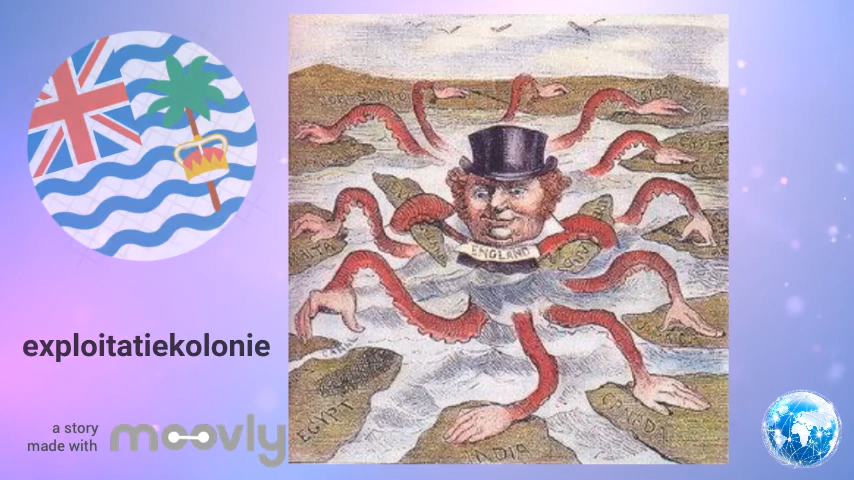 ENGLAND
exploitatiekolonie
a story
made with
moovly
EGYPT
CANADA
INDIA